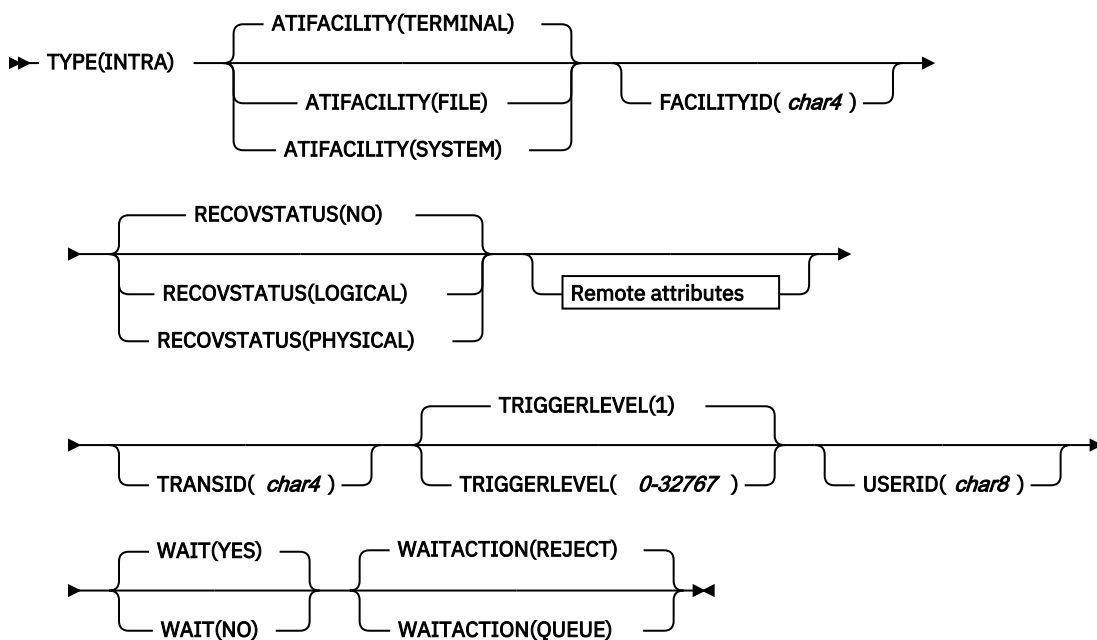 ATIFACILITY(TERMINAL)
TYPE(INTRA)
ATIFACILITY(FILE)
FACILITYID( char4 )
ATIFACILITY(SYSTEM)
RECOVSTATUS(NO)
RECOVSTATUS(LOGICAL)
Remote attributes
RECOVSTATUS(PHYSICAL)
TRIGGERLEVEL(1)
TRANSID( char4 )
TRIGGERLEVEL( 0-32767 )
USERID( char8 )
WAIT(YES)
WAITACTION(REJECT)
WAIT(NO)
WAITACTION(QUEUE)